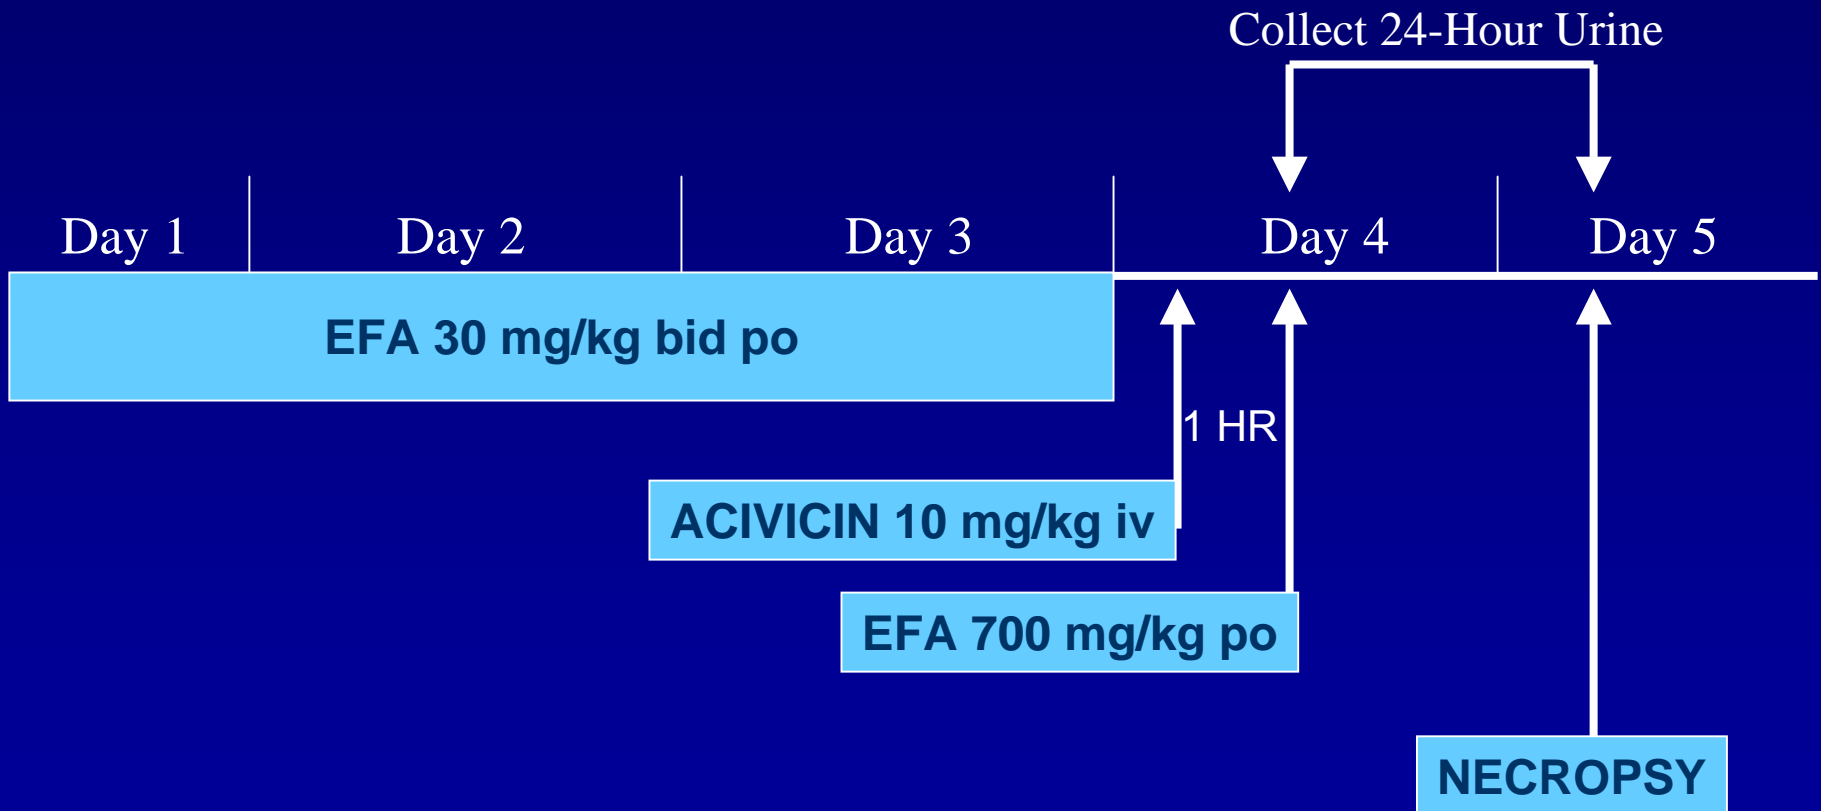 Collect 24-Hour Urine
Day 1
Day 2
Day 3
Day 4
Day 5
EFA 30 mg/kg bid po
1 HR
ACIVICIN 10 mg/kg iv
EFA 700 mg/kg po
NECROPSY